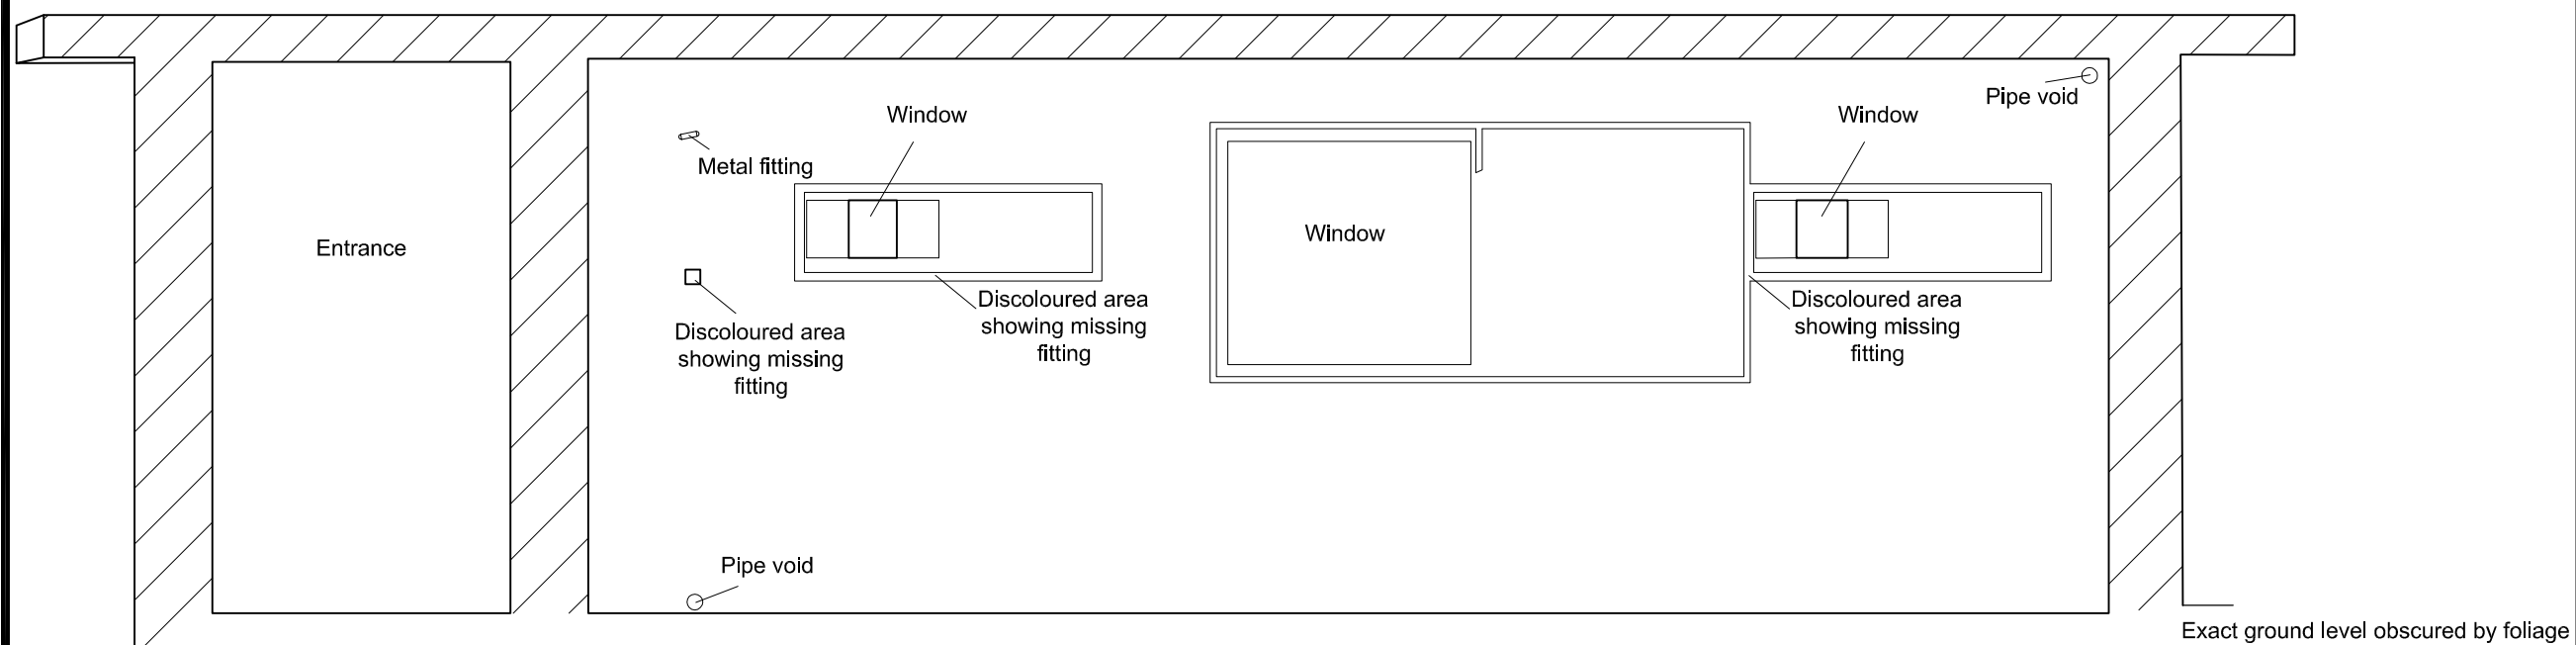 Pipe void
Window
Window
Metal fitting
Entrance
Window
Discoloured area
showing missing
fitting
Discoloured area
showing missing
fitting
Discoloured area
showing missing
fitting
Pipe void
Exact ground level obscured by foliage